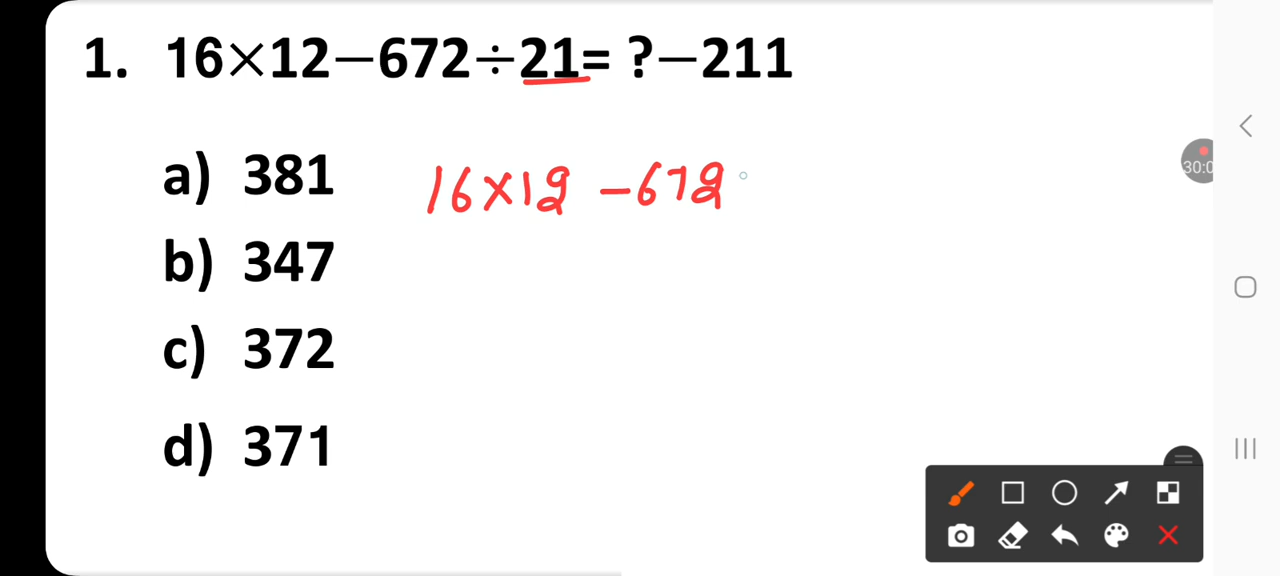 1. 16×12−672÷21= ?−211
a) 381
16×12 −672
b) 347
c) 372
d) 371
30:0